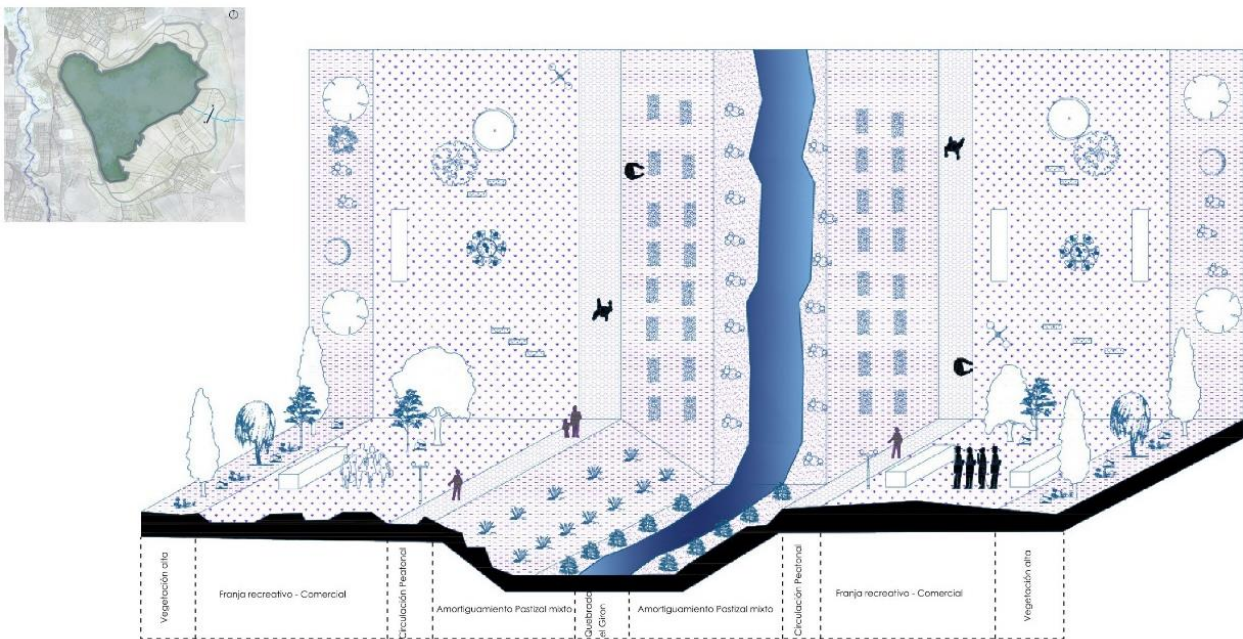 Vegetación alta
Franja recreativo - Comercial
Circulación Peatonal
Amortiguamiento Pastizal mixto
Quebrada
el Giron
Amortiguamiento Pastizal mixto
Circulación Peatonal
Franja recreativo - Comercial
Vegetación alta